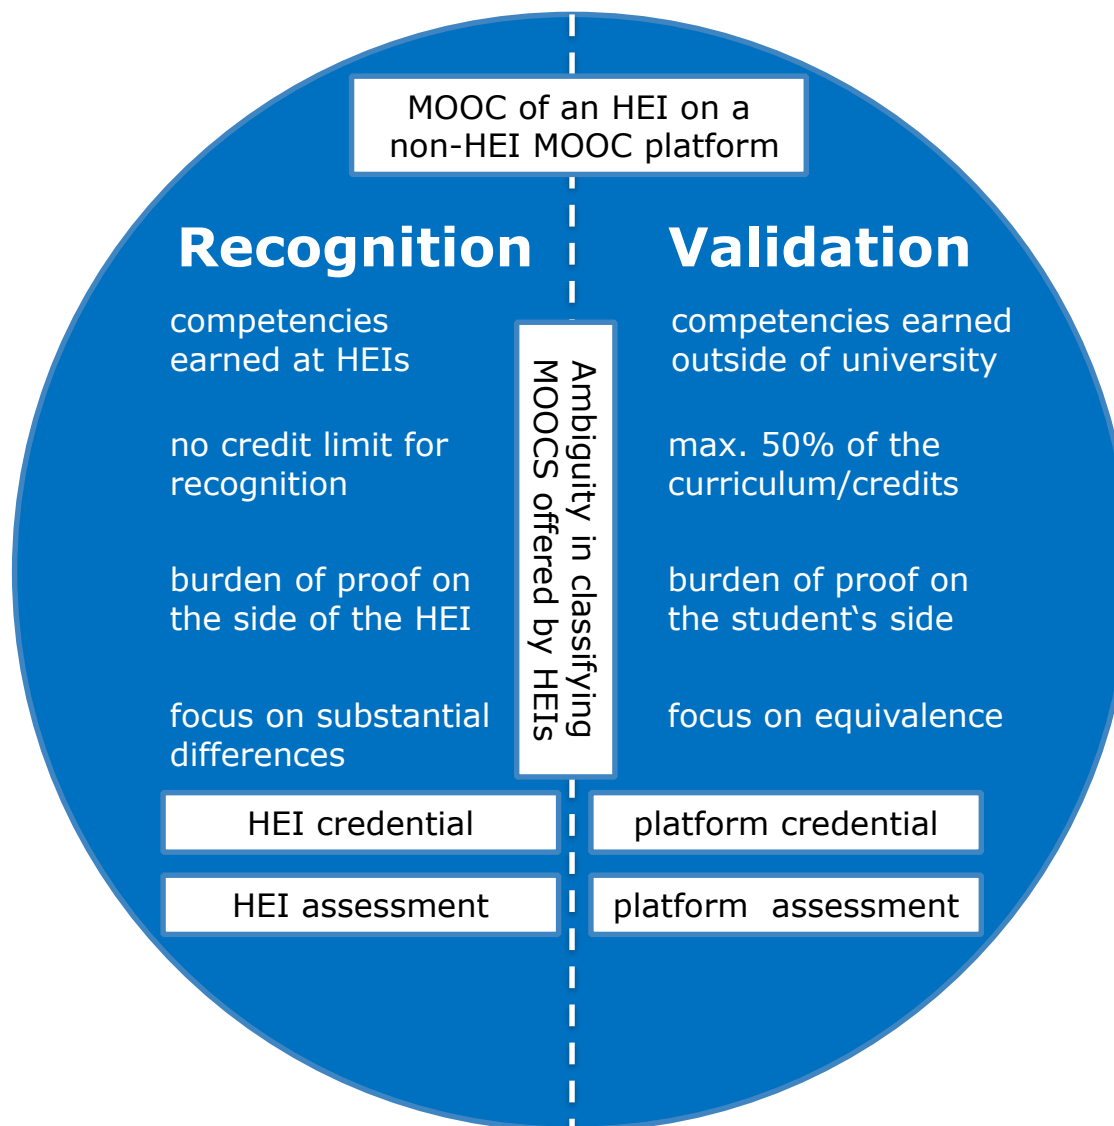 MOOC of an HEI on a
non-HEI MOOC platform
Recognition
competencies
earned at HEIs
no credit limit for
recognition
burden of proof on
the side of the HEI
focus on substantial
differences
HEI credential
HEI assessment
Ambiguity in classifying
MOOCS offered by HEIs
Validation
competencies earned
outside of university
max. 50% of the
curriculum/credits
burden of proof on
the student‘s side
focus on equivalence
platform credential
platform  assessment